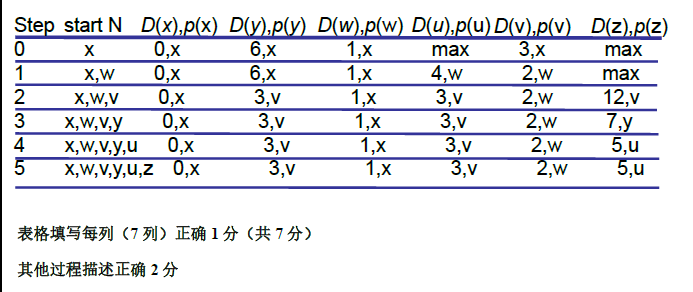 Step start N D(x),p(x) D(y),p(y) D(w),p(w) D(u),p(u) D(v),p(v) D(z),p(z)
0 x 0,x 6,x 1,x max 3,x max
1 x,w 0,x 6,x 1,x 4,w 2,w max
2 x,w,v 0,x 3,v 1,x 3,v 2,w 12,v
3 x,w,v,y 0,x 3,v 1,x 3,v 2,w 7,y
4 x,w,v,y,u 0,x 3,v 1,x 3,v 2,w 5,u
5 x,w,v,y,u,z 0,x 3,v 1,x 3,v 2,w 5,u
表格填写每列（7 列）正确 1 分（共 7 分）
其他过程描述正确 2 分